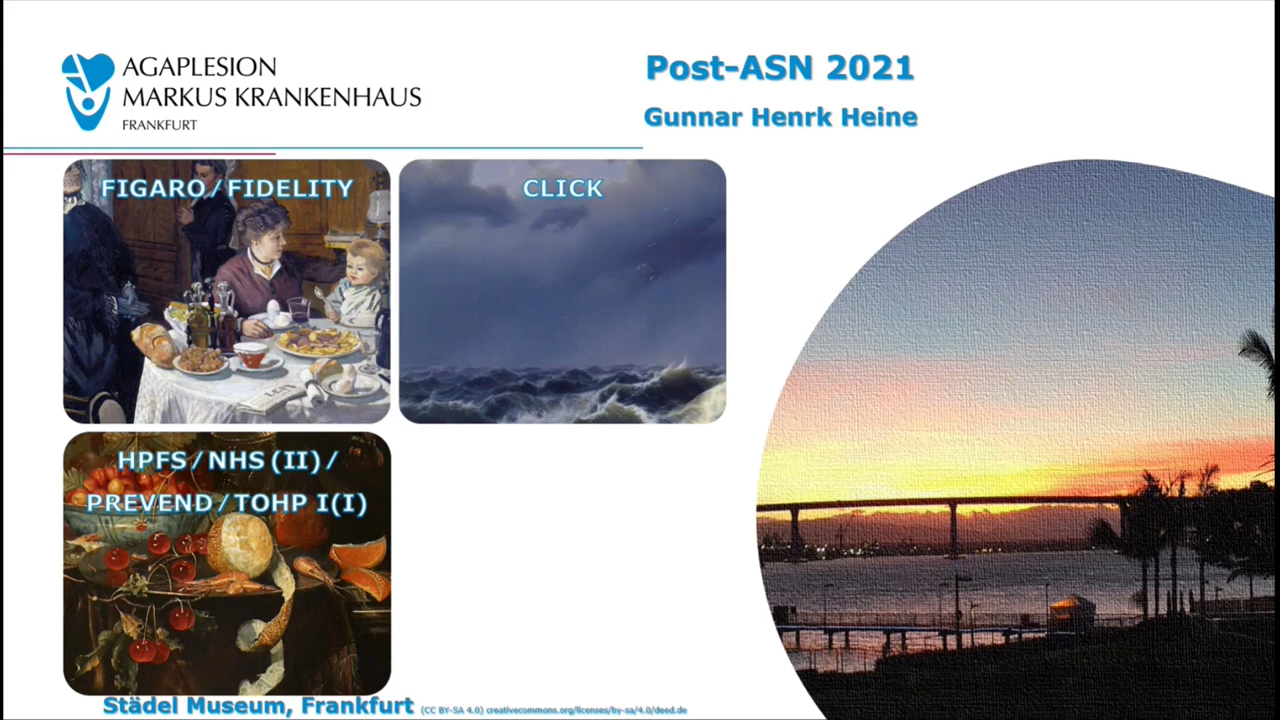 AGAPLESION
MARKUS KRANKENHAUS
FRANKFURT
Post-ASN 2021
Gunnar Henrk Heine
FIGARO/FIDELITY
CLICK
HPFS/NHS (II)/
PREVEND/TOHP I(I)
Städel Museum, Frankfurt (CC BY-SA 4.0) creativecommons.org/licenses/by-sa/4.0/deed.de